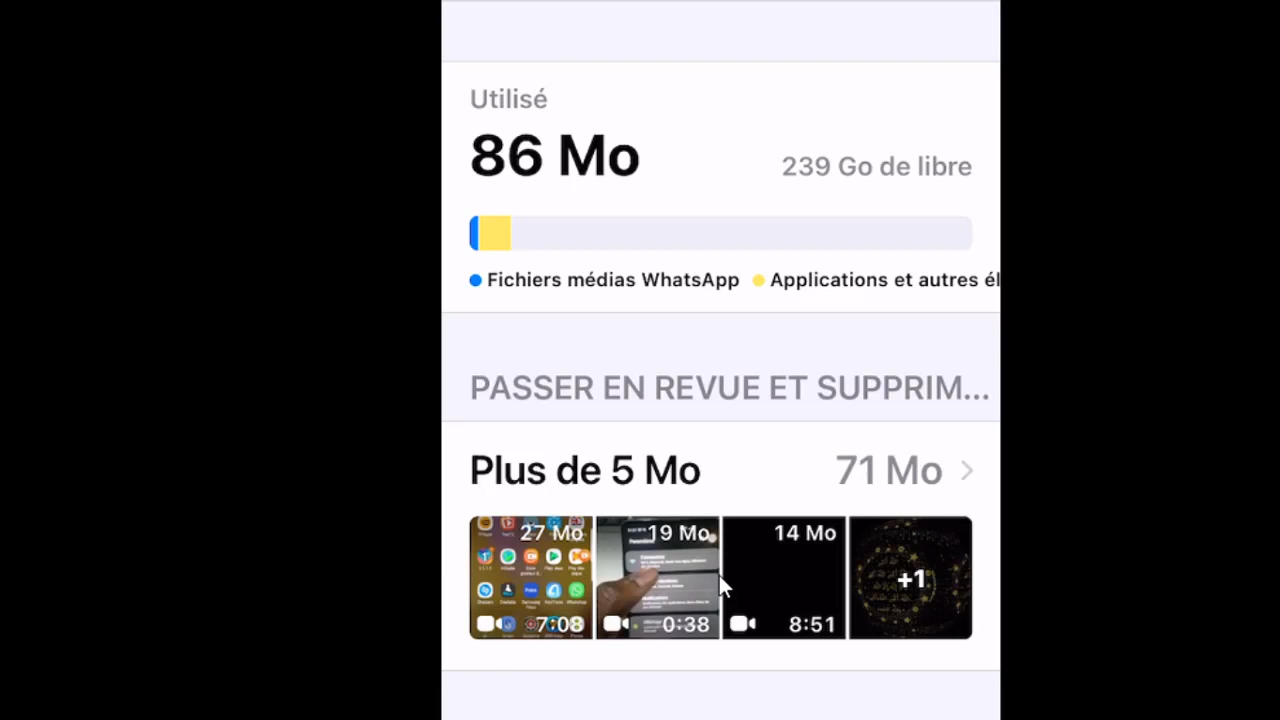 Utilisé
86 Mo
239 Go de libre
Fichiers médias WhatsApp
Applications et autres él
PASSER EN REVUE ET SUPPRIM...
Plus de 5 Mo
71 Mo
27 Mo
19 Mo
14 Mo
+1
7:08
0:38
8:51